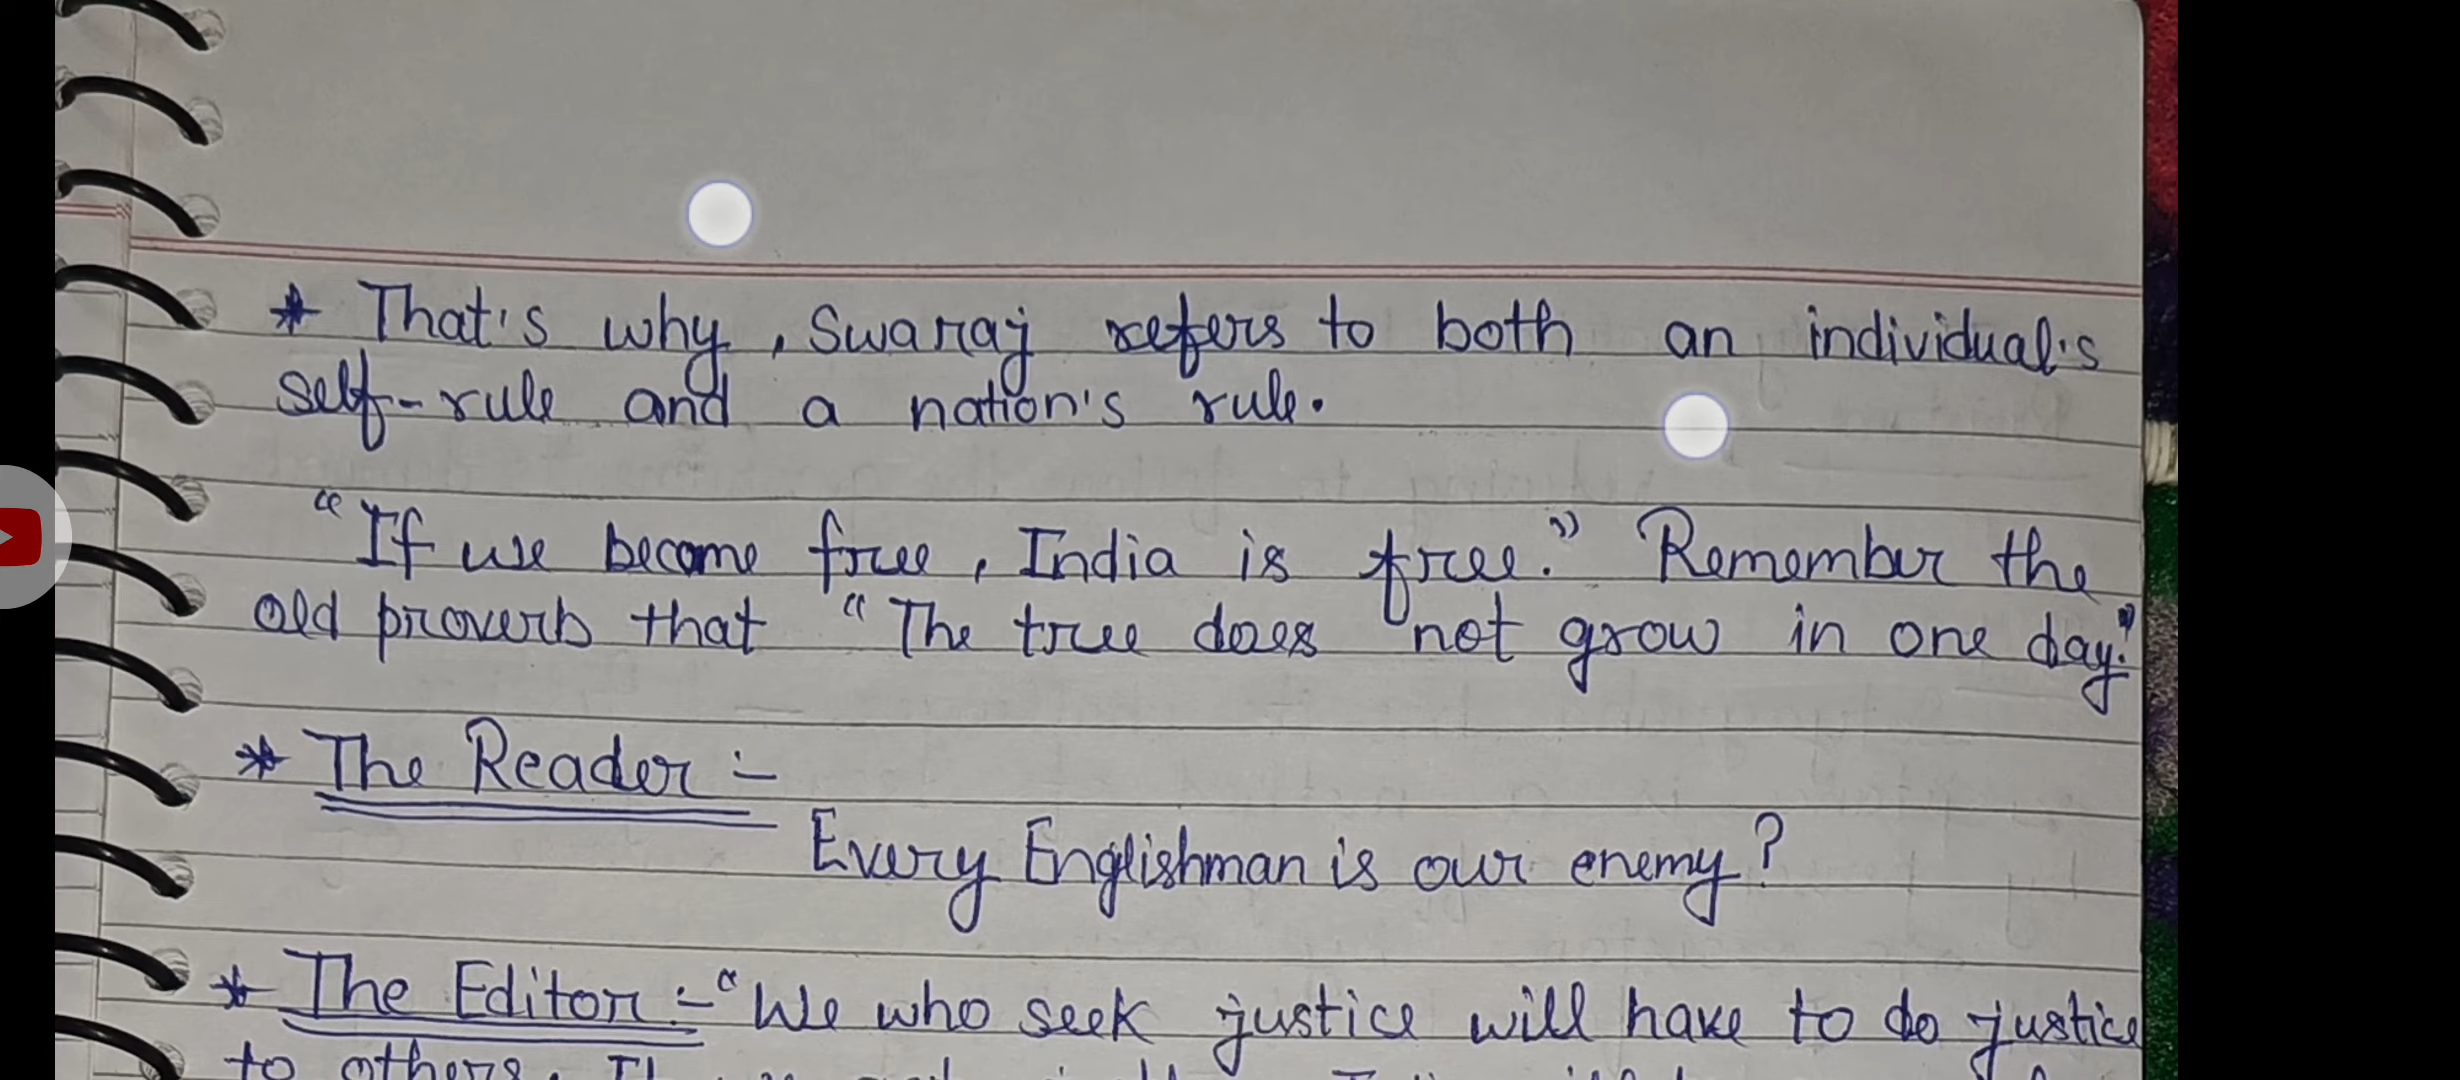 * That's why, Swaraj refers to both an individual's
self-rule and a nation's rule.
"If we become free, India is free." Remember the
old proverb that "The tree does not grow in one day."
* The Reader :-
Every Englishman is our enemy?
* The Editor :- "We who seek justice will have to do justice
to others.